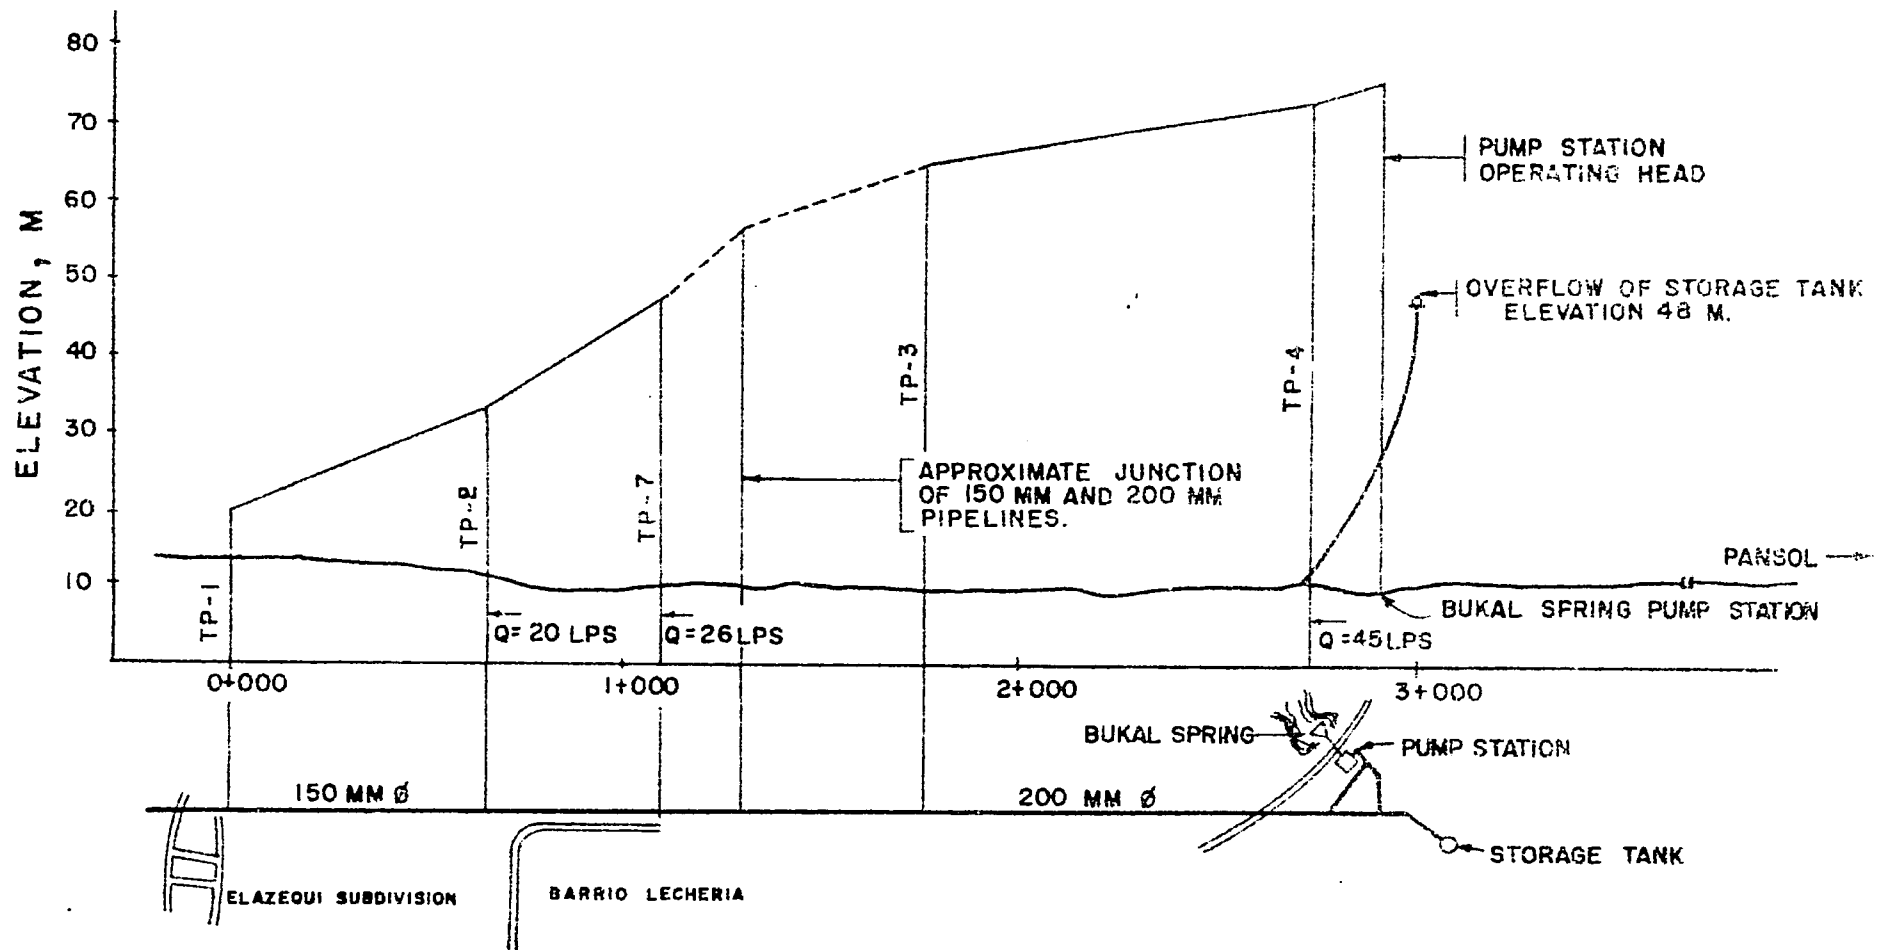 80
70
60
50
40
30
20
10
ELEVATION, M
PUMP STATION
OPERATING HEAD
OVERFLOW OF STORAGE TANK
ELEVATION 48 M.
TP-1
TP-2
TP-7
TP-3
TP-4
APPROXIMATE JUNCTION
OF 150 MM AND 200 MM
PIPELINES.
PANSOL
BUKAL SPRING PUMP STATION
Q=20 LPS
Q=26 LPS
Q=45 LPS
0+000
1+000
2+000
3+000
BUKAL SPRING
PUMP STATION
150 MM Ø
200 MM Ø
STORAGE TANK
ELAZEQUI SUBDIVISION
BARRIO LECHERIA